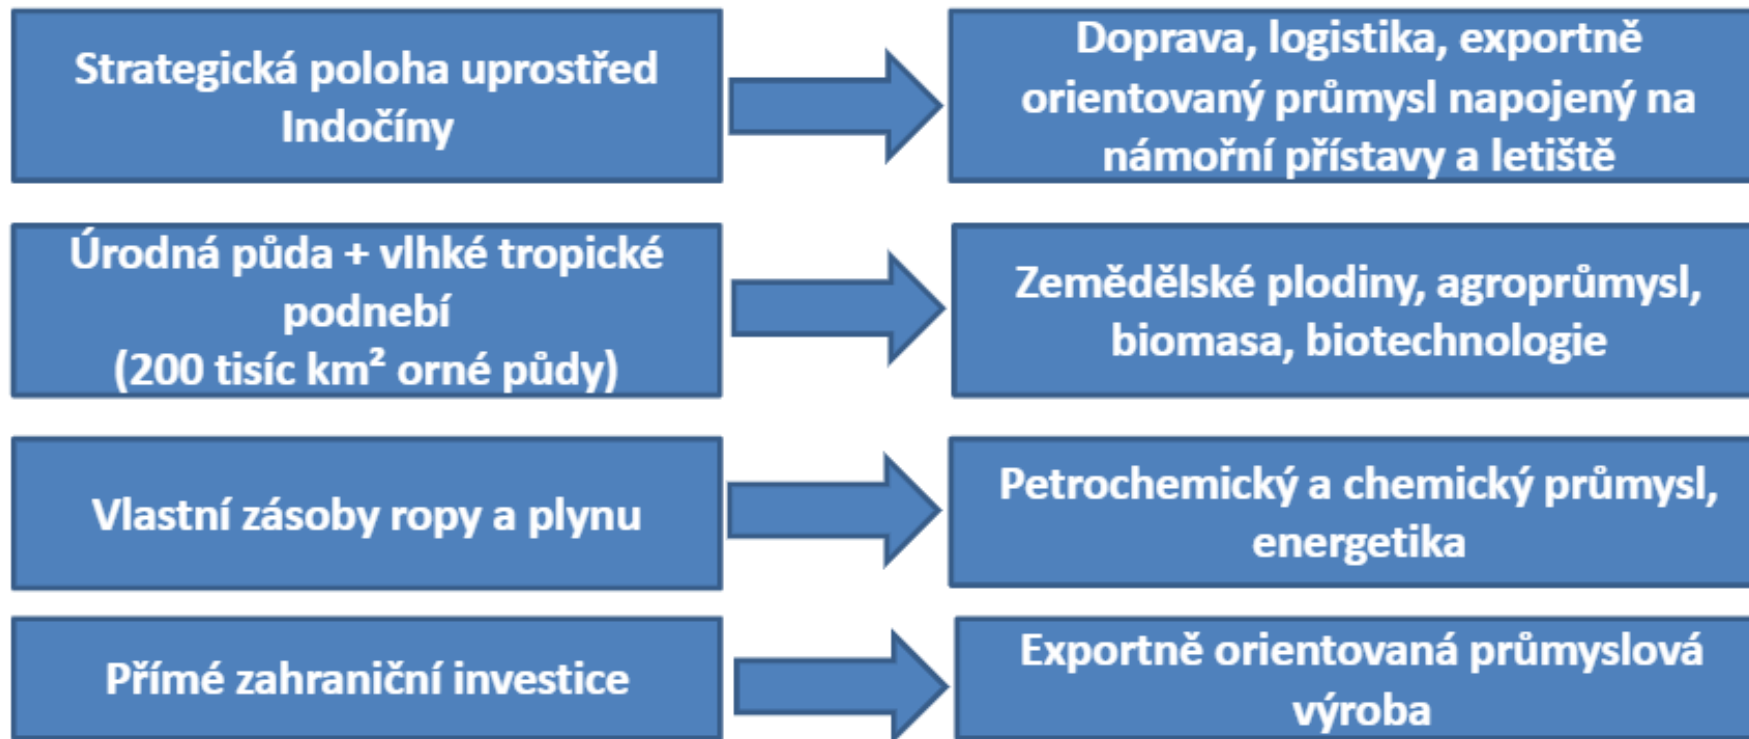 Strategická poloha uprostřed
Indočíny
Doprava, logistika, exportně
orientovaný průmysl napojený na
námořní přístavy a letiště
Úrodná půda + vlhké tropické
podnebí
(200 tisíc km² orné půdy)
Zemědělské plodiny, agroprůmysl,
biomasa, biotechnologie
Vlastní zásoby ropy a plynu
Petrochemický a chemický průmysl,
energetika
Přímé zahraniční investice
Exportně orientovaná průmyslová
výroba